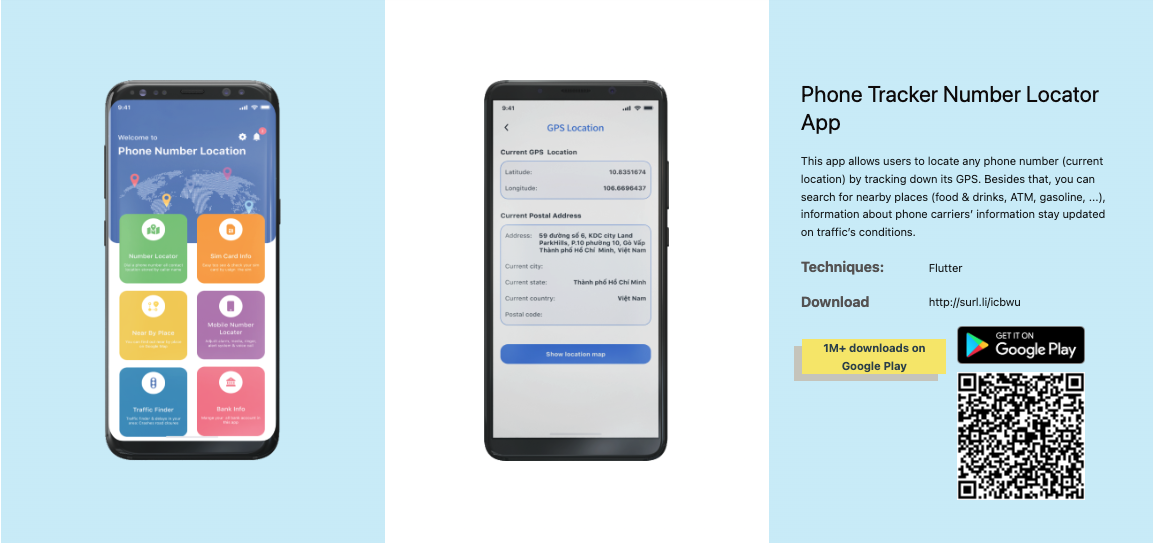 9:41
Welcome to
Phone Number Location
Number Locator
Sim Card Info
Near By Place
Mobile Number
Locater
Traffic Finder
Bank Info
9:41
GPS Location
Current GPS Location
Latitude: 10.8351674
Longitude: 106.6696437
Current Postal Address
Address: 59 đường số 6, KDC city Land
ParkHills, P.10 phường 10, Gò Vấp
Thành phố Hồ Chí Minh, Việt Nam
Current city:
Current state: Thành phố Hồ Chí Minh
Current country: Việt Nam
Postal code:
Show location map
Phone Tracker Number Locator
App
This app allows users to locate any phone number (current
location) by tracking down its GPS. Besides that, you can
search for nearby places (food & drinks, ATM, gasoline, ...),
information about phone carriers' information stay updated
on traffic's conditions.
Techniques: Flutter
Download http://surl.li/icbwu
1M+ downloads on
Google Play
GET IT ON
Google Play